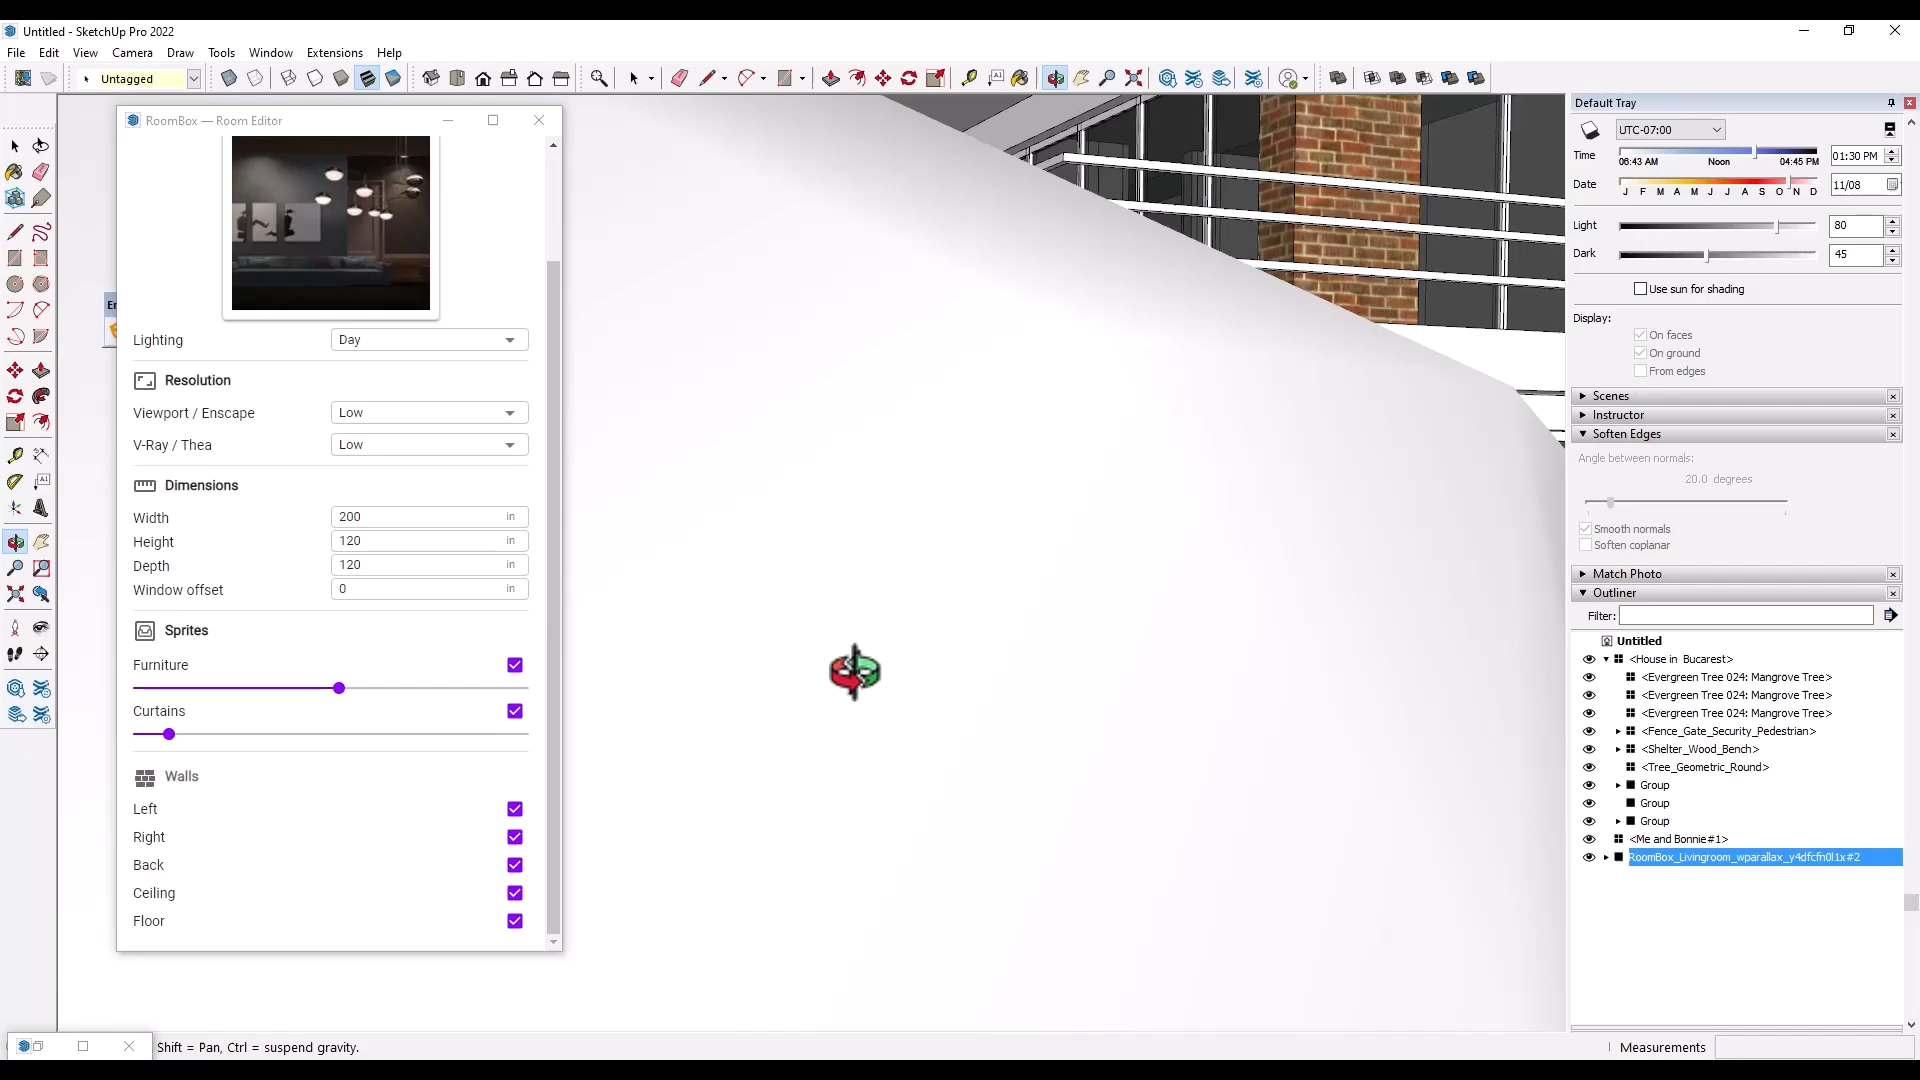 Untitled - SketchUp Pro 2022
File Edit View Camera Draw Tools Window Extensions Help
Untagged
RoomBox — Room Editor
Lighting Day
Resolution
Viewport / Enscape Low
V-Ray / Thea Low
Dimensions
Width 200 in
Height 120 in
Depth 120 in
Window offset 0 in
Sprites
Furniture
Curtains
Walls
Left
Right
Back
Ceiling
Floor
En
Default Tray
UTC-07:00
Time 06:43 AM Noon 04:45 PM 01:30 PM
Date J F M A M J J A S O N D 11/08
Light 80
Dark 45
Use sun for shading
Display:
On faces
On ground
From edges
Scenes
Instructor
Soften Edges
Angle between normals:
20.0 degrees
Smooth normals
Soften coplanar
Match Photo
Outliner
Filter:
Untitled
<House in Bucarest>
<Evergreen Tree 024: Mangrove Tree>
<Evergreen Tree 024: Mangrove Tree>
<Evergreen Tree 024: Mangrove Tree>
<Fence_Gate_Security_Pedestrian>
<Shelter_Wood_Bench>
<Tree_Geometric_Round>
Group
Group
Group
<Me and Bonnie#1>
RoomBox_Livingroom_wparallax_y4dfcfn0l1x#2
Shift = Pan, Ctrl = suspend gravity.
Measurements